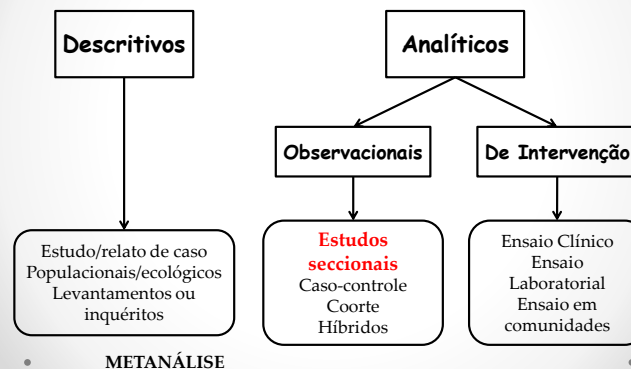 Descritivos
Analíticos
Observacionais
De Intervenção
Estudo/relato de caso
Populacionais/ecológicos
Levantamentos ou
inquéritos
Estudos
seccionais
Caso-controle
Coorte
Híbridos
Ensaio Clínico
Ensaio
Laboratorial
Ensaio em
comunidades
METANÁLISE